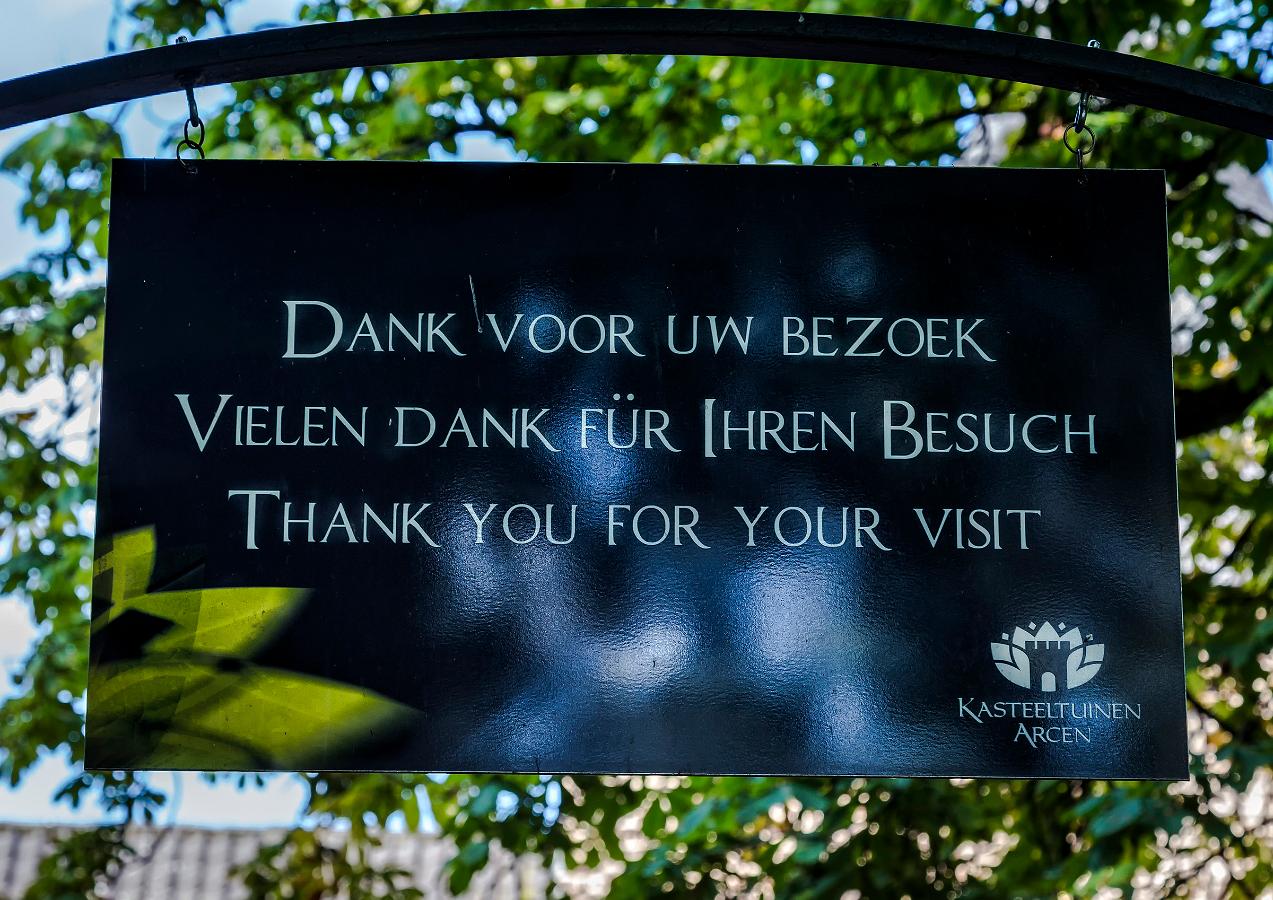 Dank voor uw bezoek
Vielen dank für Ihren Besuch
Thank you for your visit
Kasteeltuinen
Arcen